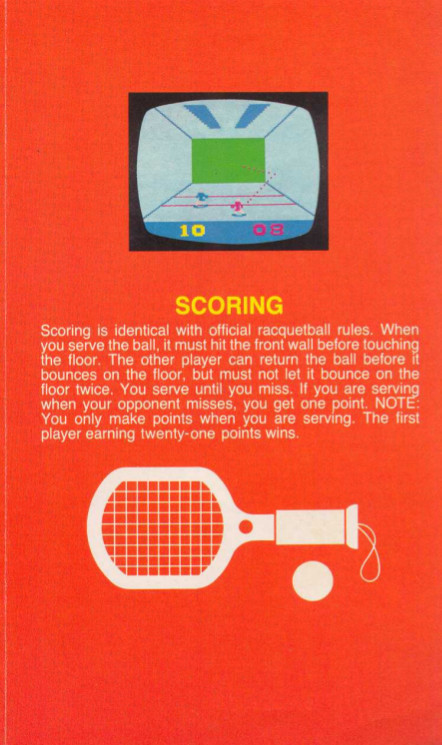 10 08
SCORING
Scoring is identical with official racquetball rules. When
you serve the ball, it must hit the front wall before touching
the floor. The other player can return the ball before it
bounces on the floor, but must not let it bounce on the
floor twice. You serve until you miss. If you are serving
when your opponent misses, you get one point. NOTE:
You only make points when you are serving. The first
player earning twenty-one points wins.